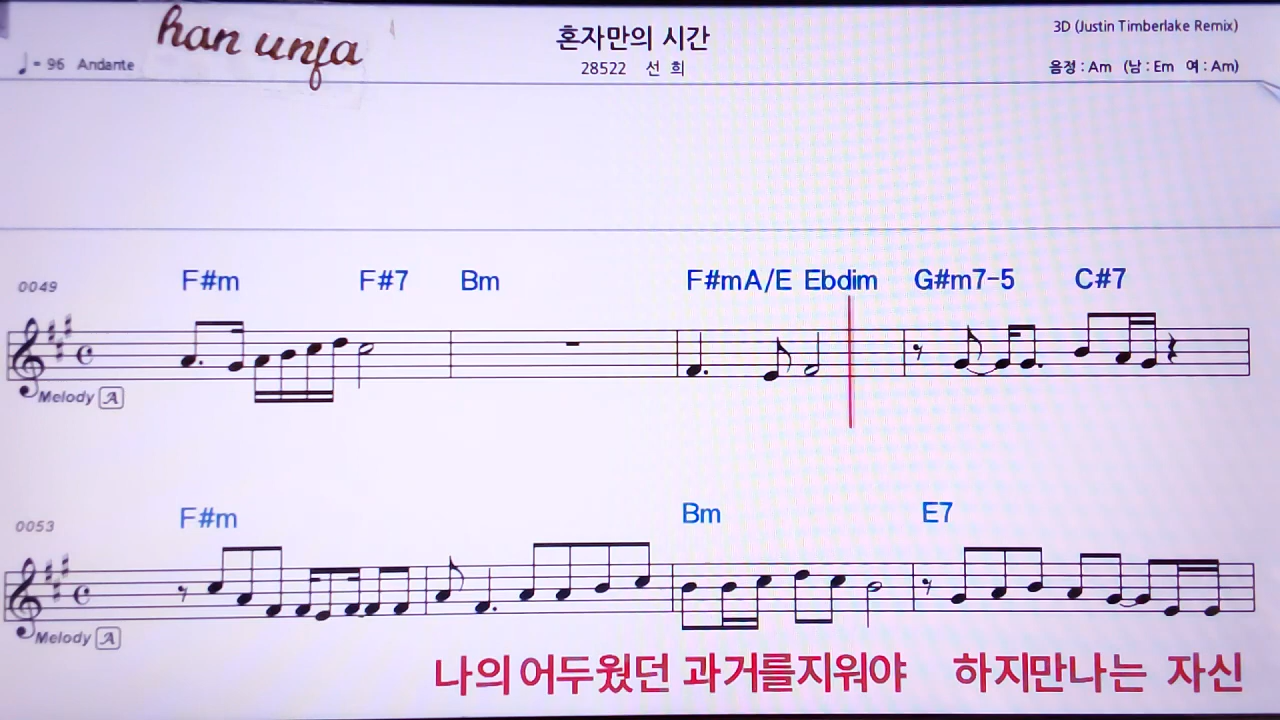 han unfa
혼자만의 시간
3D (Justin Timberlake Remix)
♩= 96 Andante
28522 선 희
음정 : Am (남 : Em 여 : Am)
F#m F#7 Bm F#mA/E Ebdim G#m7-5 C#7
0049
Melody A
F#m Bm E7
0053
Melody A
나의어두웠던 과거를지워야 하지만나는 자신